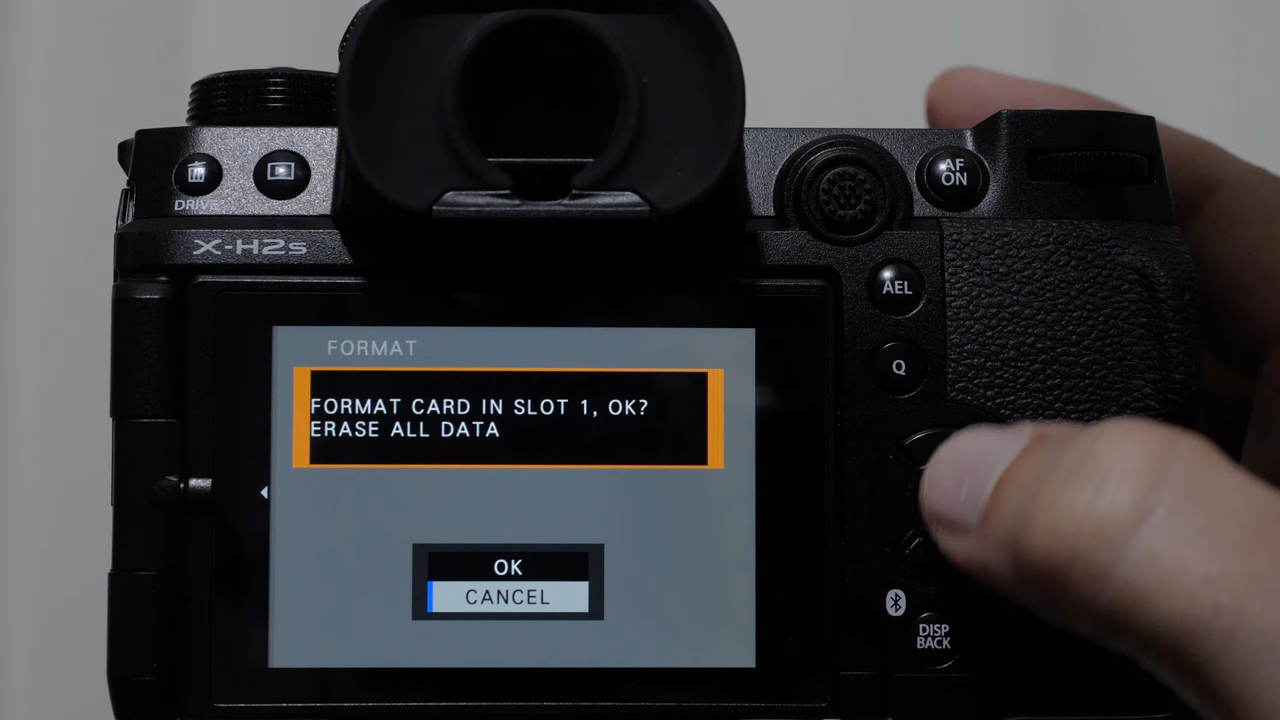 AF
ON
DRIVE
X-H2S
AEL
FORMAT
Q
FORMAT CARD IN SLOT 1, OK?
ERASE ALL DATA
OK
CANCEL
DISP
BACK